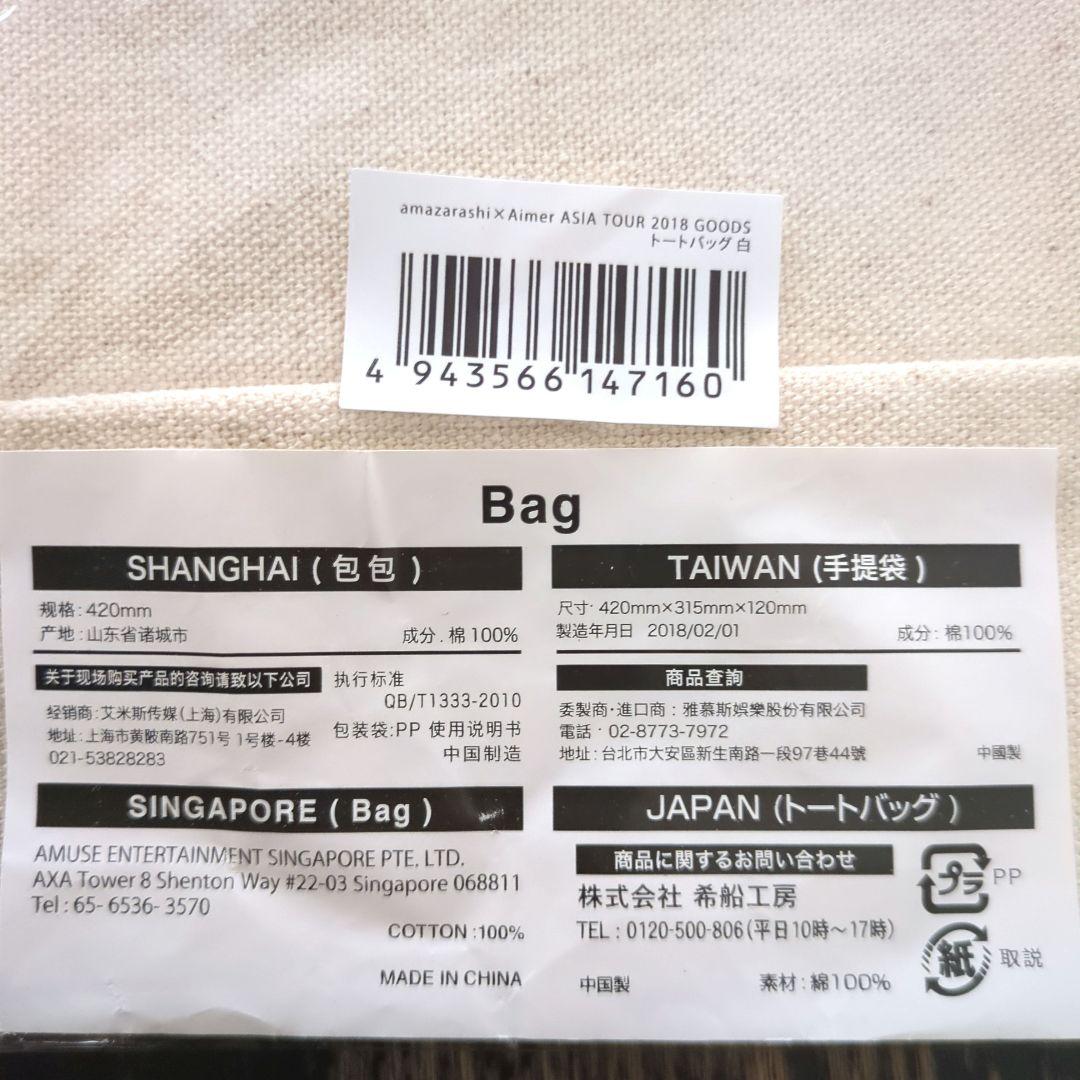 amazarashi×Aimer ASIA TOUR 2018 GOODS
トートバッグ 白
4 943566 147160
Bag
SHANGHAI (包包)
规格:420mm
产地:山东省诸城市
成分.棉100%
关于现场购买产品的咨询请致以下公司
经销商:艾米斯传媒(上海)有限公司
地址:上海市黄陂南路751号1号楼-4楼
021-53828283
执行标准
QB/T1333-2010
包装袋:PP 使用说明书
中国制造
TAIWAN (手提袋)
尺寸· 420mm×315mm×120mm
製造年月日 2018/02/01
成分: 棉100%
商品查詢
委製商・進口商：雅慕斯娛樂股份有限公司
電話・02-8773-7972
地址:台北市大安區新生南路一段97巷44號
中國製
SINGAPORE ( Bag )
AMUSE ENTERTAINMENT SINGAPORE PTE, LTD.
AXA Tower 8 Shenton Way #22-03 Singapore 068811
Tel : 65- 6536- 3570
COTTON :100%
MADE IN CHINA
JAPAN (トートバッグ)
商品に関するお問い合わせ
株式会社 希船工房
TEL : 0120-500-806(平日10時〜17時)
中国製
素材:綿100%
プラ PP
紙 取説